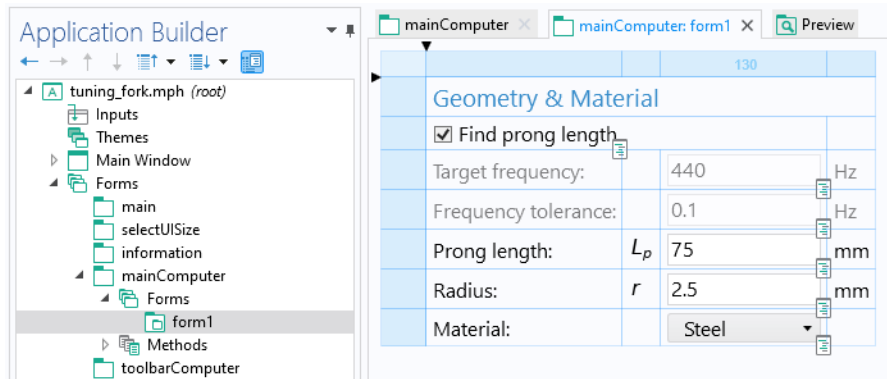 Application Builder
A tuning_fork.mph (root)
Inputs
Themes
Main Window
Forms
main
selectUISize
information
mainComputer
Forms
form1
Methods
toolbarComputer
mainComputer
mainComputer: form1
Preview
130
Geometry & Material
Find prong length
Target frequency: 440 Hz
Frequency tolerance: 0.1 Hz
Prong length: Lp 75 mm
Radius: r 2.5 mm
Material: Steel